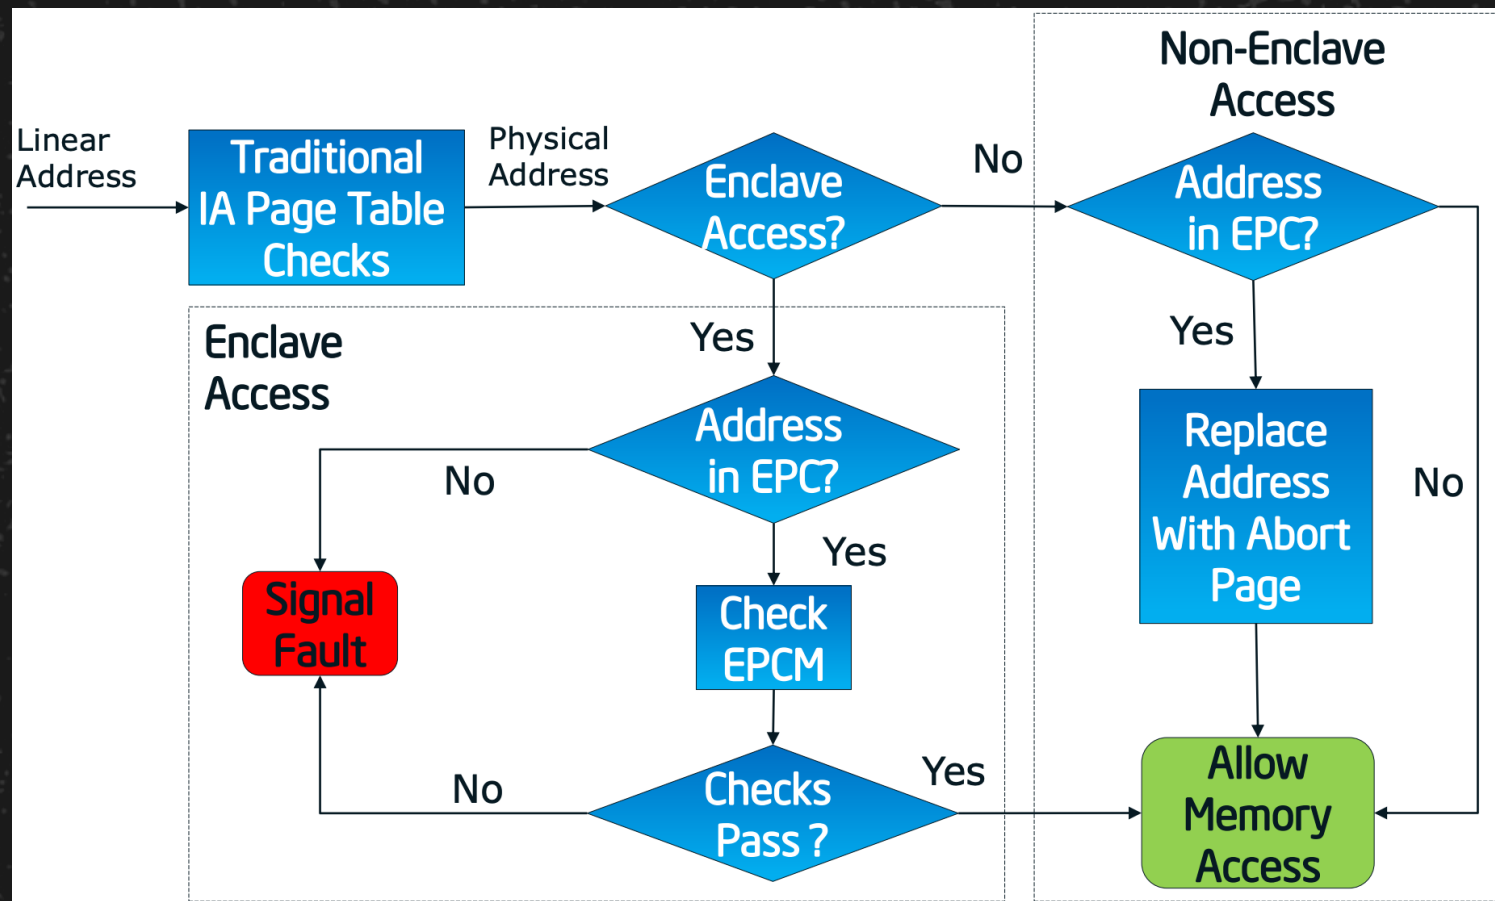 Non-Enclave
Access
Linear
Address
Traditional
IA Page Table
Checks
Physical
Address
Enclave
Access?
No
Address
in EPC?
Yes
No
Replace
Address
With Abort
Page
Enclave
Access
Yes
Address
in EPC?
No
Yes
Signal
Fault
Check
EPCM
No
Checks
Pass ?
Yes
Allow
Memory
Access